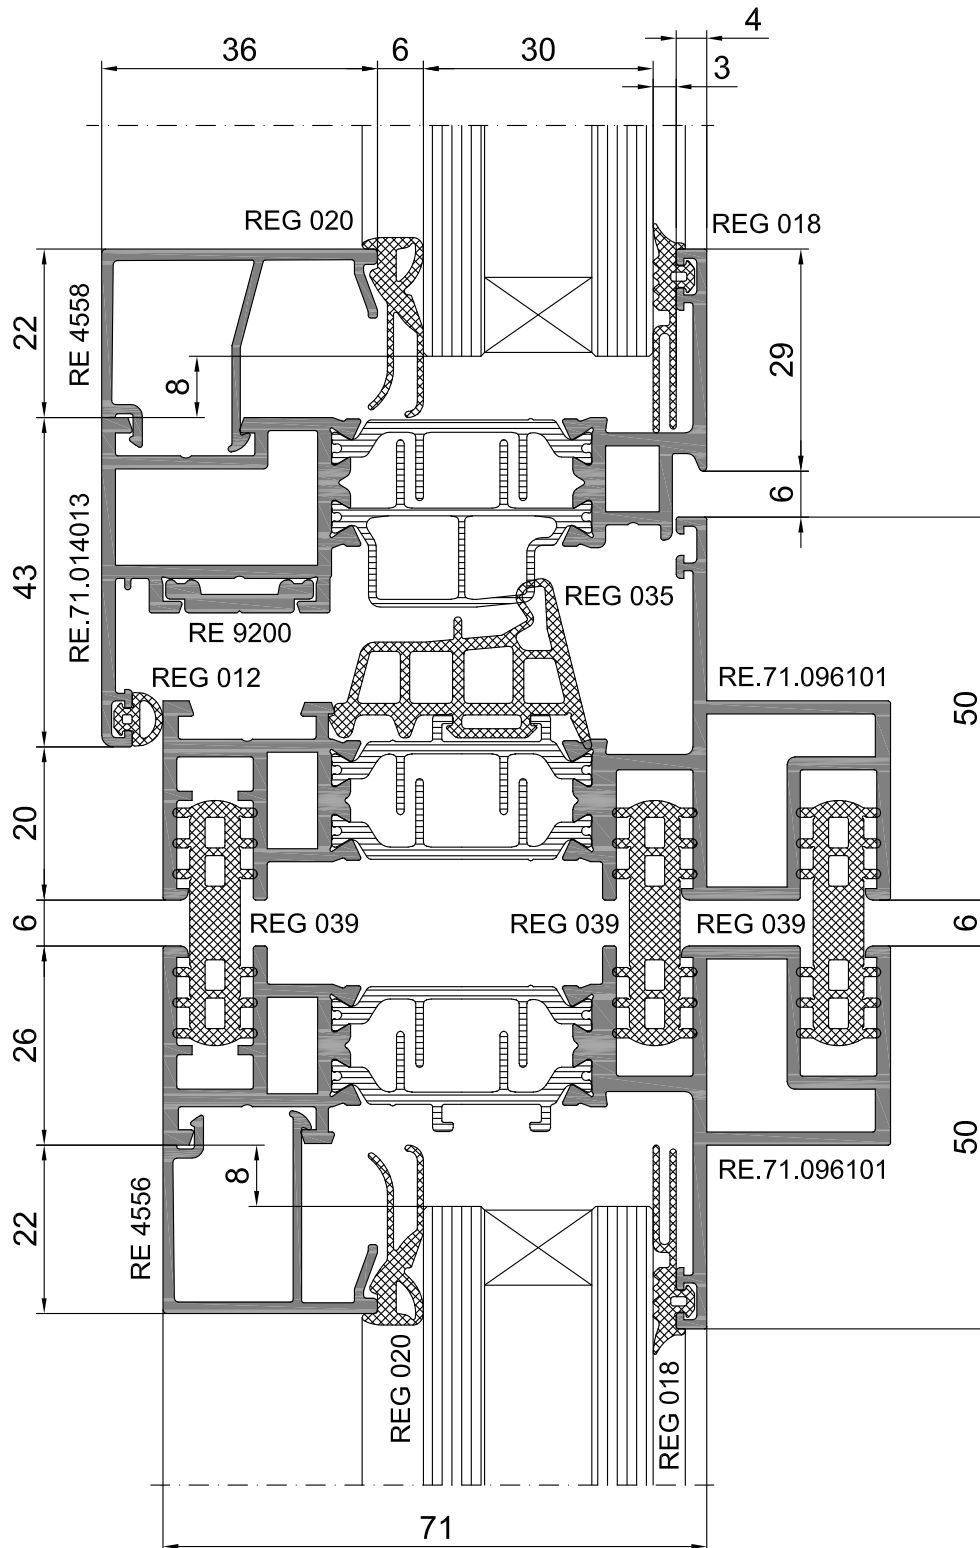 4
36
6
30
3
REG 020
REG 018
22
RE 4558
8
29
6
43
RE.71.014013
REG 035
RE 9200
REG 012
RE.71.096101
50
20
6
REG 039
REG 039
REG 039
6
26
50
8
RE.71.096101
22
RE 4556
REG 020
REG 018
71